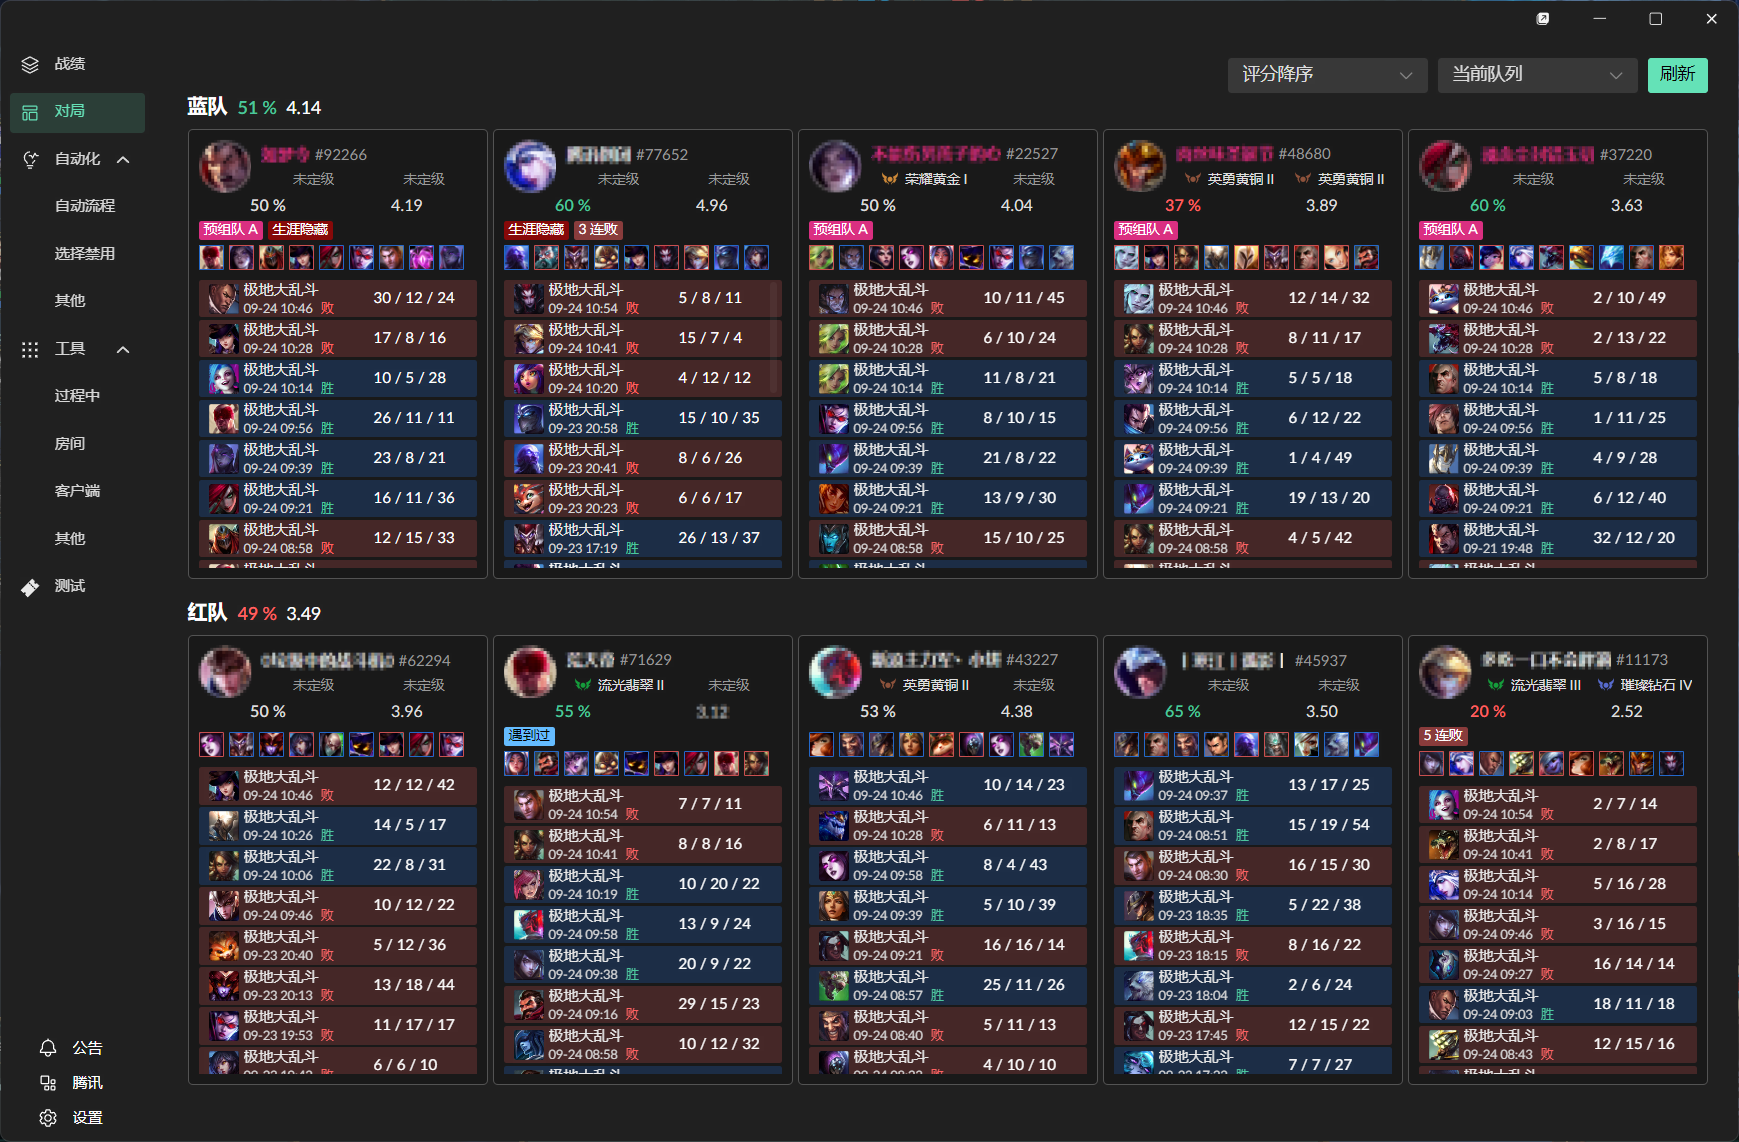 战绩
对局
自动化
自动流程
选择禁用
其他
工具
过程中
房间
客户端
其他
测试
公告
腾讯
设置
评分降序
当前队列
刷新
蓝队 51 % 4.14
#92266
未定级 未定级
50 % 4.19
预组队 A 生涯隐藏
极地大乱斗
09-24 10:46 败 30 / 12 / 24
极地大乱斗
09-24 10:28 败 17 / 8 / 16
极地大乱斗
09-24 10:14 胜 10 / 5 / 28
极地大乱斗
09-24 09:56 胜 26 / 11 / 11
极地大乱斗
09-24 09:39 胜 23 / 8 / 21
极地大乱斗
09-24 09:21 胜 16 / 11 / 36
极地大乱斗
09-24 08:58 败 12 / 15 / 33
极地大乱斗
#77652
未定级 未定级
60 % 4.96
生涯隐藏 3 连败
极地大乱斗
09-24 10:54 败 5 / 8 / 11
极地大乱斗
09-24 10:41 败 15 / 7 / 4
极地大乱斗
09-24 10:20 败 4 / 12 / 12
极地大乱斗
09-23 20:58 胜 15 / 10 / 35
极地大乱斗
09-23 20:41 败 8 / 6 / 26
极地大乱斗
09-23 20:23 败 6 / 6 / 17
极地大乱斗
09-23 17:19 胜 26 / 13 / 37
极地大乱斗
#22527
荣耀黄金 I 未定级
50 % 4.04
预组队 A
极地大乱斗
09-24 10:46 败 10 / 11 / 45
极地大乱斗
09-24 10:28 败 6 / 10 / 24
极地大乱斗
09-24 10:14 胜 11 / 8 / 21
极地大乱斗
09-24 09:56 胜 8 / 10 / 15
极地大乱斗
09-24 09:39 胜 21 / 8 / 22
极地大乱斗
09-24 09:21 胜 13 / 9 / 30
极地大乱斗
09-24 08:58 败 15 / 10 / 25
极地大乱斗
#48680
英勇黄铜 II 英勇黄铜 II
37 % 3.89
预组队 A
极地大乱斗
09-24 10:46 败 12 / 14 / 32
极地大乱斗
09-24 10:28 败 8 / 11 / 17
极地大乱斗
09-24 10:14 胜 5 / 5 / 18
极地大乱斗
09-24 09:56 胜 6 / 12 / 22
极地大乱斗
09-24 09:39 胜 1 / 4 / 49
极地大乱斗
09-24 09:21 胜 19 / 13 / 20
极地大乱斗
09-24 08:58 败 4 / 5 / 42
极地大乱斗
#37220
未定级 未定级
60 % 3.63
预组队 A
极地大乱斗
09-24 10:46 败 2 / 10 / 49
极地大乱斗
09-24 10:28 败 2 / 13 / 22
极地大乱斗
09-24 10:14 胜 5 / 8 / 18
极地大乱斗
09-24 09:56 胜 1 / 11 / 25
极地大乱斗
09-24 09:39 胜 4 / 9 / 28
极地大乱斗
09-24 09:21 胜 6 / 12 / 40
极地大乱斗
09-21 19:48 胜 32 / 12 / 20
极地大乱斗
红队 49 % 3.49
#62294
未定级 未定级
50 % 3.96
极地大乱斗
09-24 10:46 败 12 / 12 / 42
极地大乱斗
09-24 10:26 胜 14 / 5 / 17
极地大乱斗
09-24 10:06 胜 22 / 8 / 31
极地大乱斗
09-24 09:46 败 10 / 12 / 22
极地大乱斗
09-23 20:40 败 5 / 12 / 36
极地大乱斗
09-23 20:13 败 13 / 18 / 44
极地大乱斗
09-23 19:53 败 11 / 17 / 17
极地大乱斗
6 / 6 / 10
#71629
流光翡翠 II 未定级
55 % 3.12
遇到过
极地大乱斗
09-24 10:54 败 7 / 7 / 11
极地大乱斗
09-24 10:41 败 8 / 8 / 16
极地大乱斗
09-24 10:19 胜 10 / 20 / 22
极地大乱斗
09-24 09:58 胜 13 / 9 / 24
极地大乱斗
09-24 09:38 胜 20 / 9 / 22
极地大乱斗
09-24 09:16 败 29 / 15 / 23
极地大乱斗
09-24 08:58 败 10 / 12 / 32
极地大乱斗
#43227
英勇黄铜 II 未定级
53 % 4.38
极地大乱斗
09-24 10:46 胜 10 / 14 / 23
极地大乱斗
09-24 10:28 败 6 / 11 / 13
极地大乱斗
09-24 09:58 胜 8 / 4 / 43
极地大乱斗
09-24 09:39 胜 5 / 10 / 39
极地大乱斗
09-24 09:21 败 16 / 16 / 14
极地大乱斗
09-24 08:57 胜 25 / 11 / 26
极地大乱斗
09-24 08:40 败 5 / 11 / 13
极地大乱斗
4 / 10 / 10
#45937
未定级 未定级
65 % 3.50
极地大乱斗
09-24 09:37 胜 13 / 17 / 25
极地大乱斗
09-24 08:51 胜 15 / 19 / 54
极地大乱斗
09-24 08:30 败 16 / 15 / 30
极地大乱斗
09-23 18:35 胜 5 / 22 / 38
极地大乱斗
09-23 18:15 败 8 / 16 / 22
极地大乱斗
09-23 18:04 胜 2 / 6 / 24
极地大乱斗
09-23 17:45 败 12 / 15 / 22
极地大乱斗
7 / 7 / 27
#11173
流光翡翠 III 璀璨钻石 IV
20 % 2.52
5 连败
极地大乱斗
09-24 10:54 败 2 / 7 / 14
极地大乱斗
09-24 10:41 败 2 / 8 / 17
极地大乱斗
09-24 10:14 败 5 / 16 / 28
极地大乱斗
09-24 09:46 败 3 / 16 / 15
极地大乱斗
09-24 09:27 败 16 / 14 / 14
极地大乱斗
09-24 09:03 胜 18 / 11 / 18
极地大乱斗
09-24 08:43 败 12 / 15 / 16
极地大乱斗